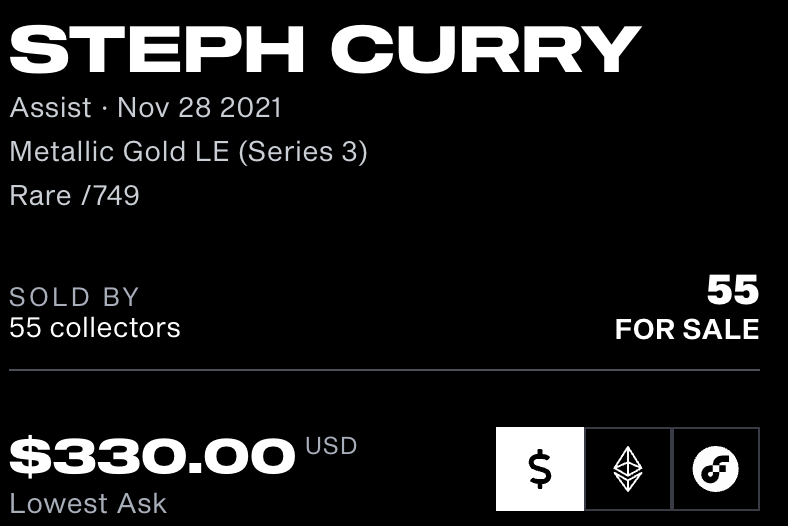 STEPH CURRY
Assist · Nov 28 2021
Metallic Gold LE (Series 3)
Rare /749
SOLD BY
55 collectors
55
FOR SALE
$330.00 USD
Lowest Ask
$